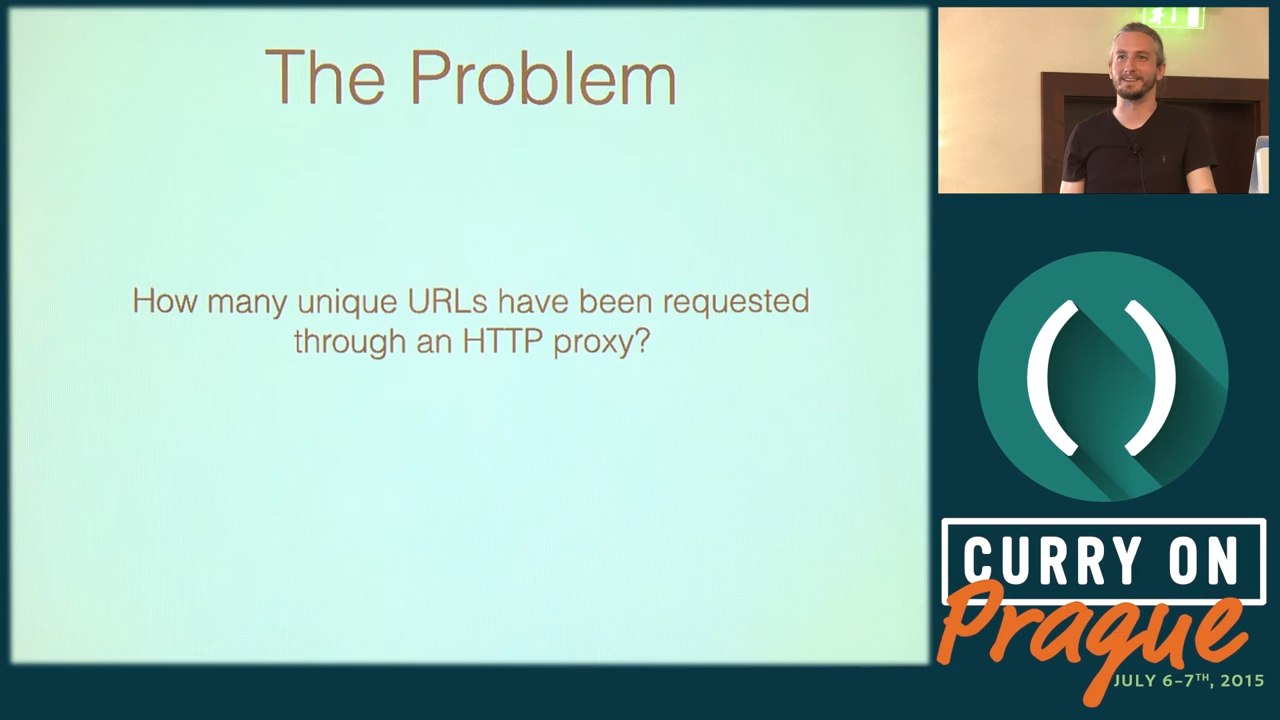 The Problem
How many unique URLs have been requested
through an HTTP proxy?
CURRY ON
Prague
JULY 6-7TH, 2015